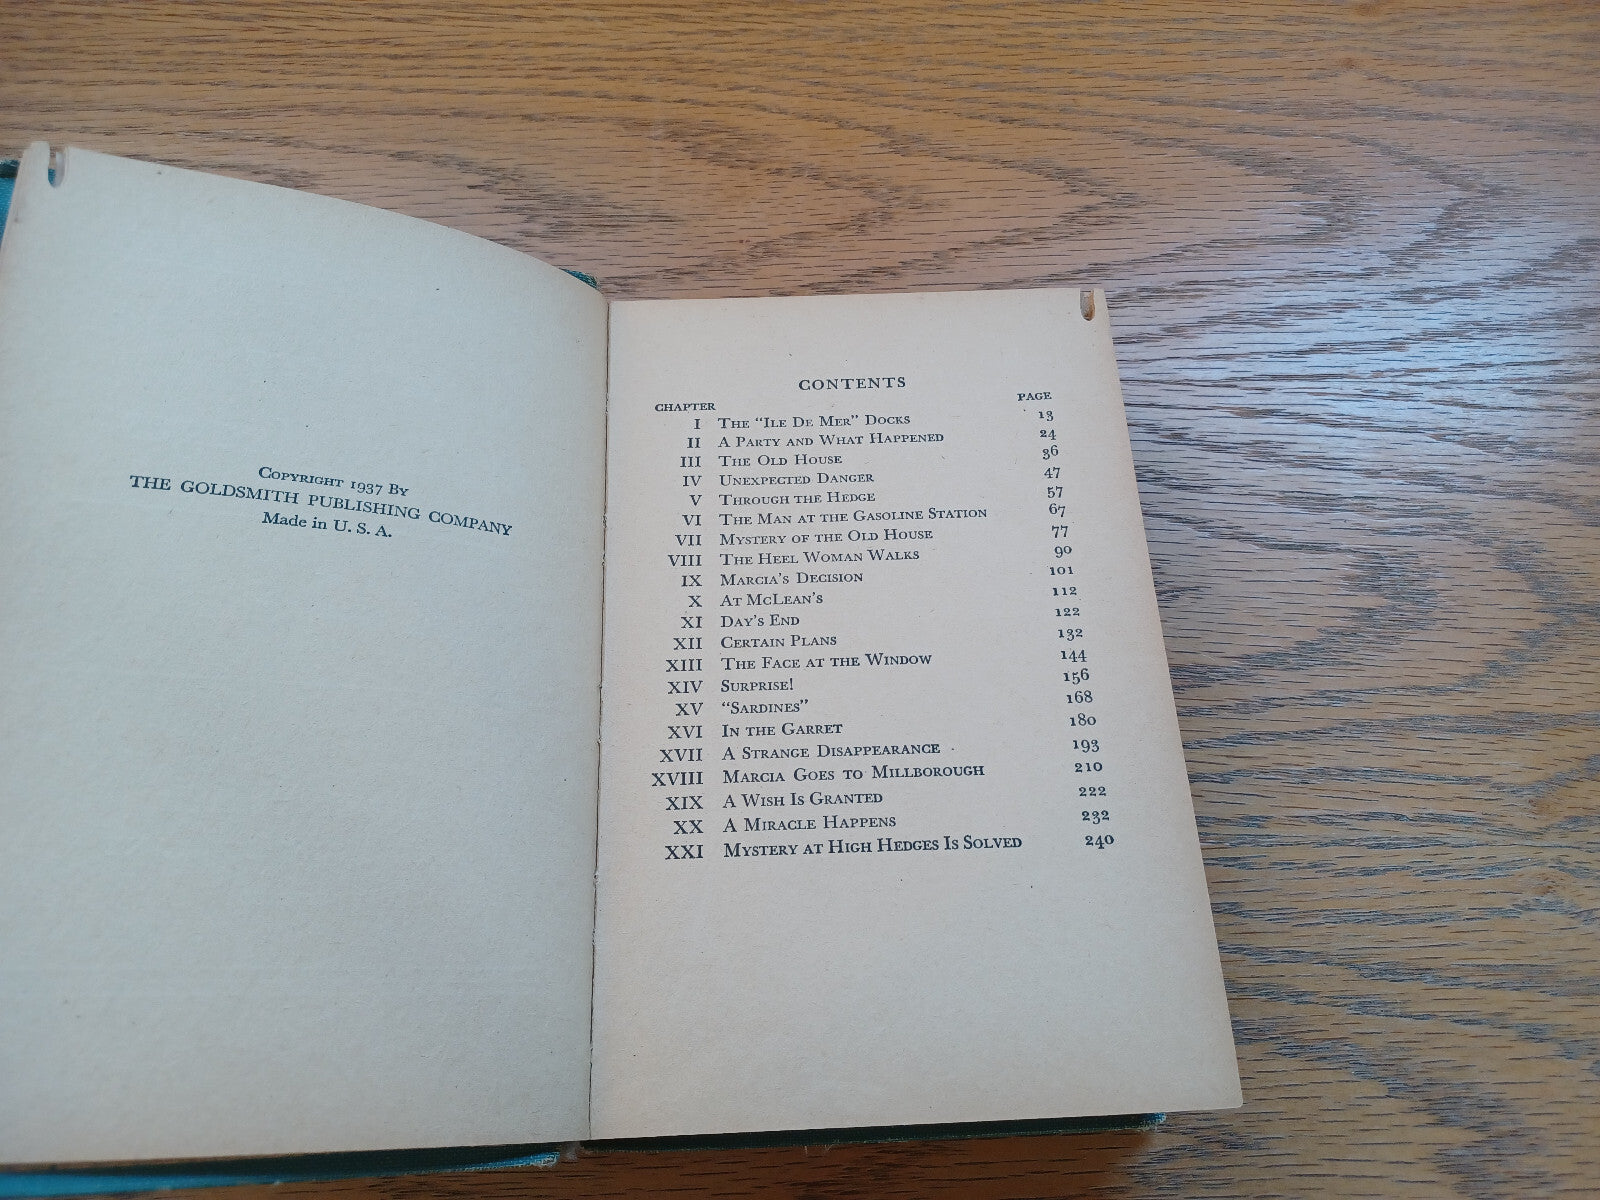 Copyright 1937 By
THE GOLDSMITH PUBLISHING COMPANY
Made in U. S. A.
CONTENTS
CHAPTER PAGE
I The "Ile De Mer" Docks 13
II A Party and What Happened 24
III The Old House 36
IV Unexpected Danger 47
V Through the Hedge 57
VI The Man at the Gasoline Station 67
VII Mystery of the Old House 77
VIII The Heel Woman Walks 90
IX Marcia's Decision 101
X At McLean's 112
XI Day's End 122
XII Certain Plans 132
XIII The Face at the Window 144
XIV Surprise! 156
XV "Sardines" 168
XVI In the Garret 180
XVII A Strange Disappearance 193
XVIII Marcia Goes to Millborough 210
XIX A Wish Is Granted 222
XX A Miracle Happens 232
XXI Mystery at High Hedges Is Solved 240